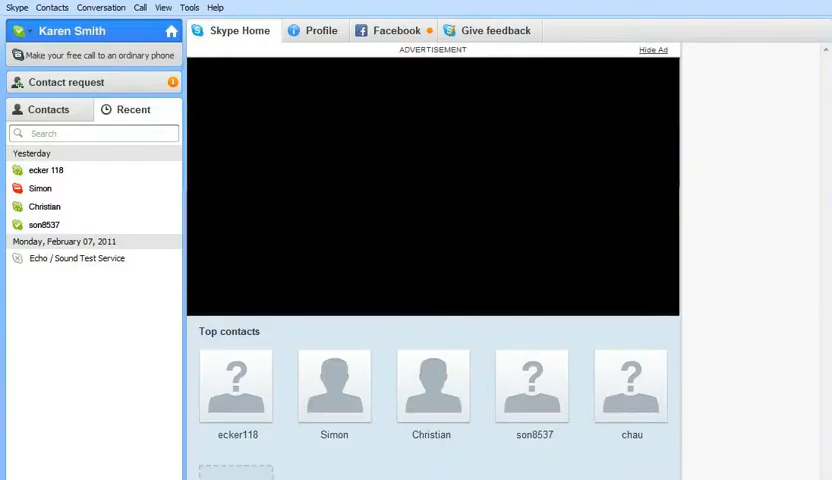 Skype Contacts Conversation Call View Tools Help
Karen Smith
Make your free call to an ordinary phone
Contact request 1
Contacts Recent
Search
Yesterday
ecker 118
Simon
Christian
son8537
Monday, February 07, 2011
Echo / Sound Test Service
Skype Home Profile Facebook Give feedback
ADVERTISEMENT Hide Ad
Top contacts
ecker118 Simon Christian son8537 chau